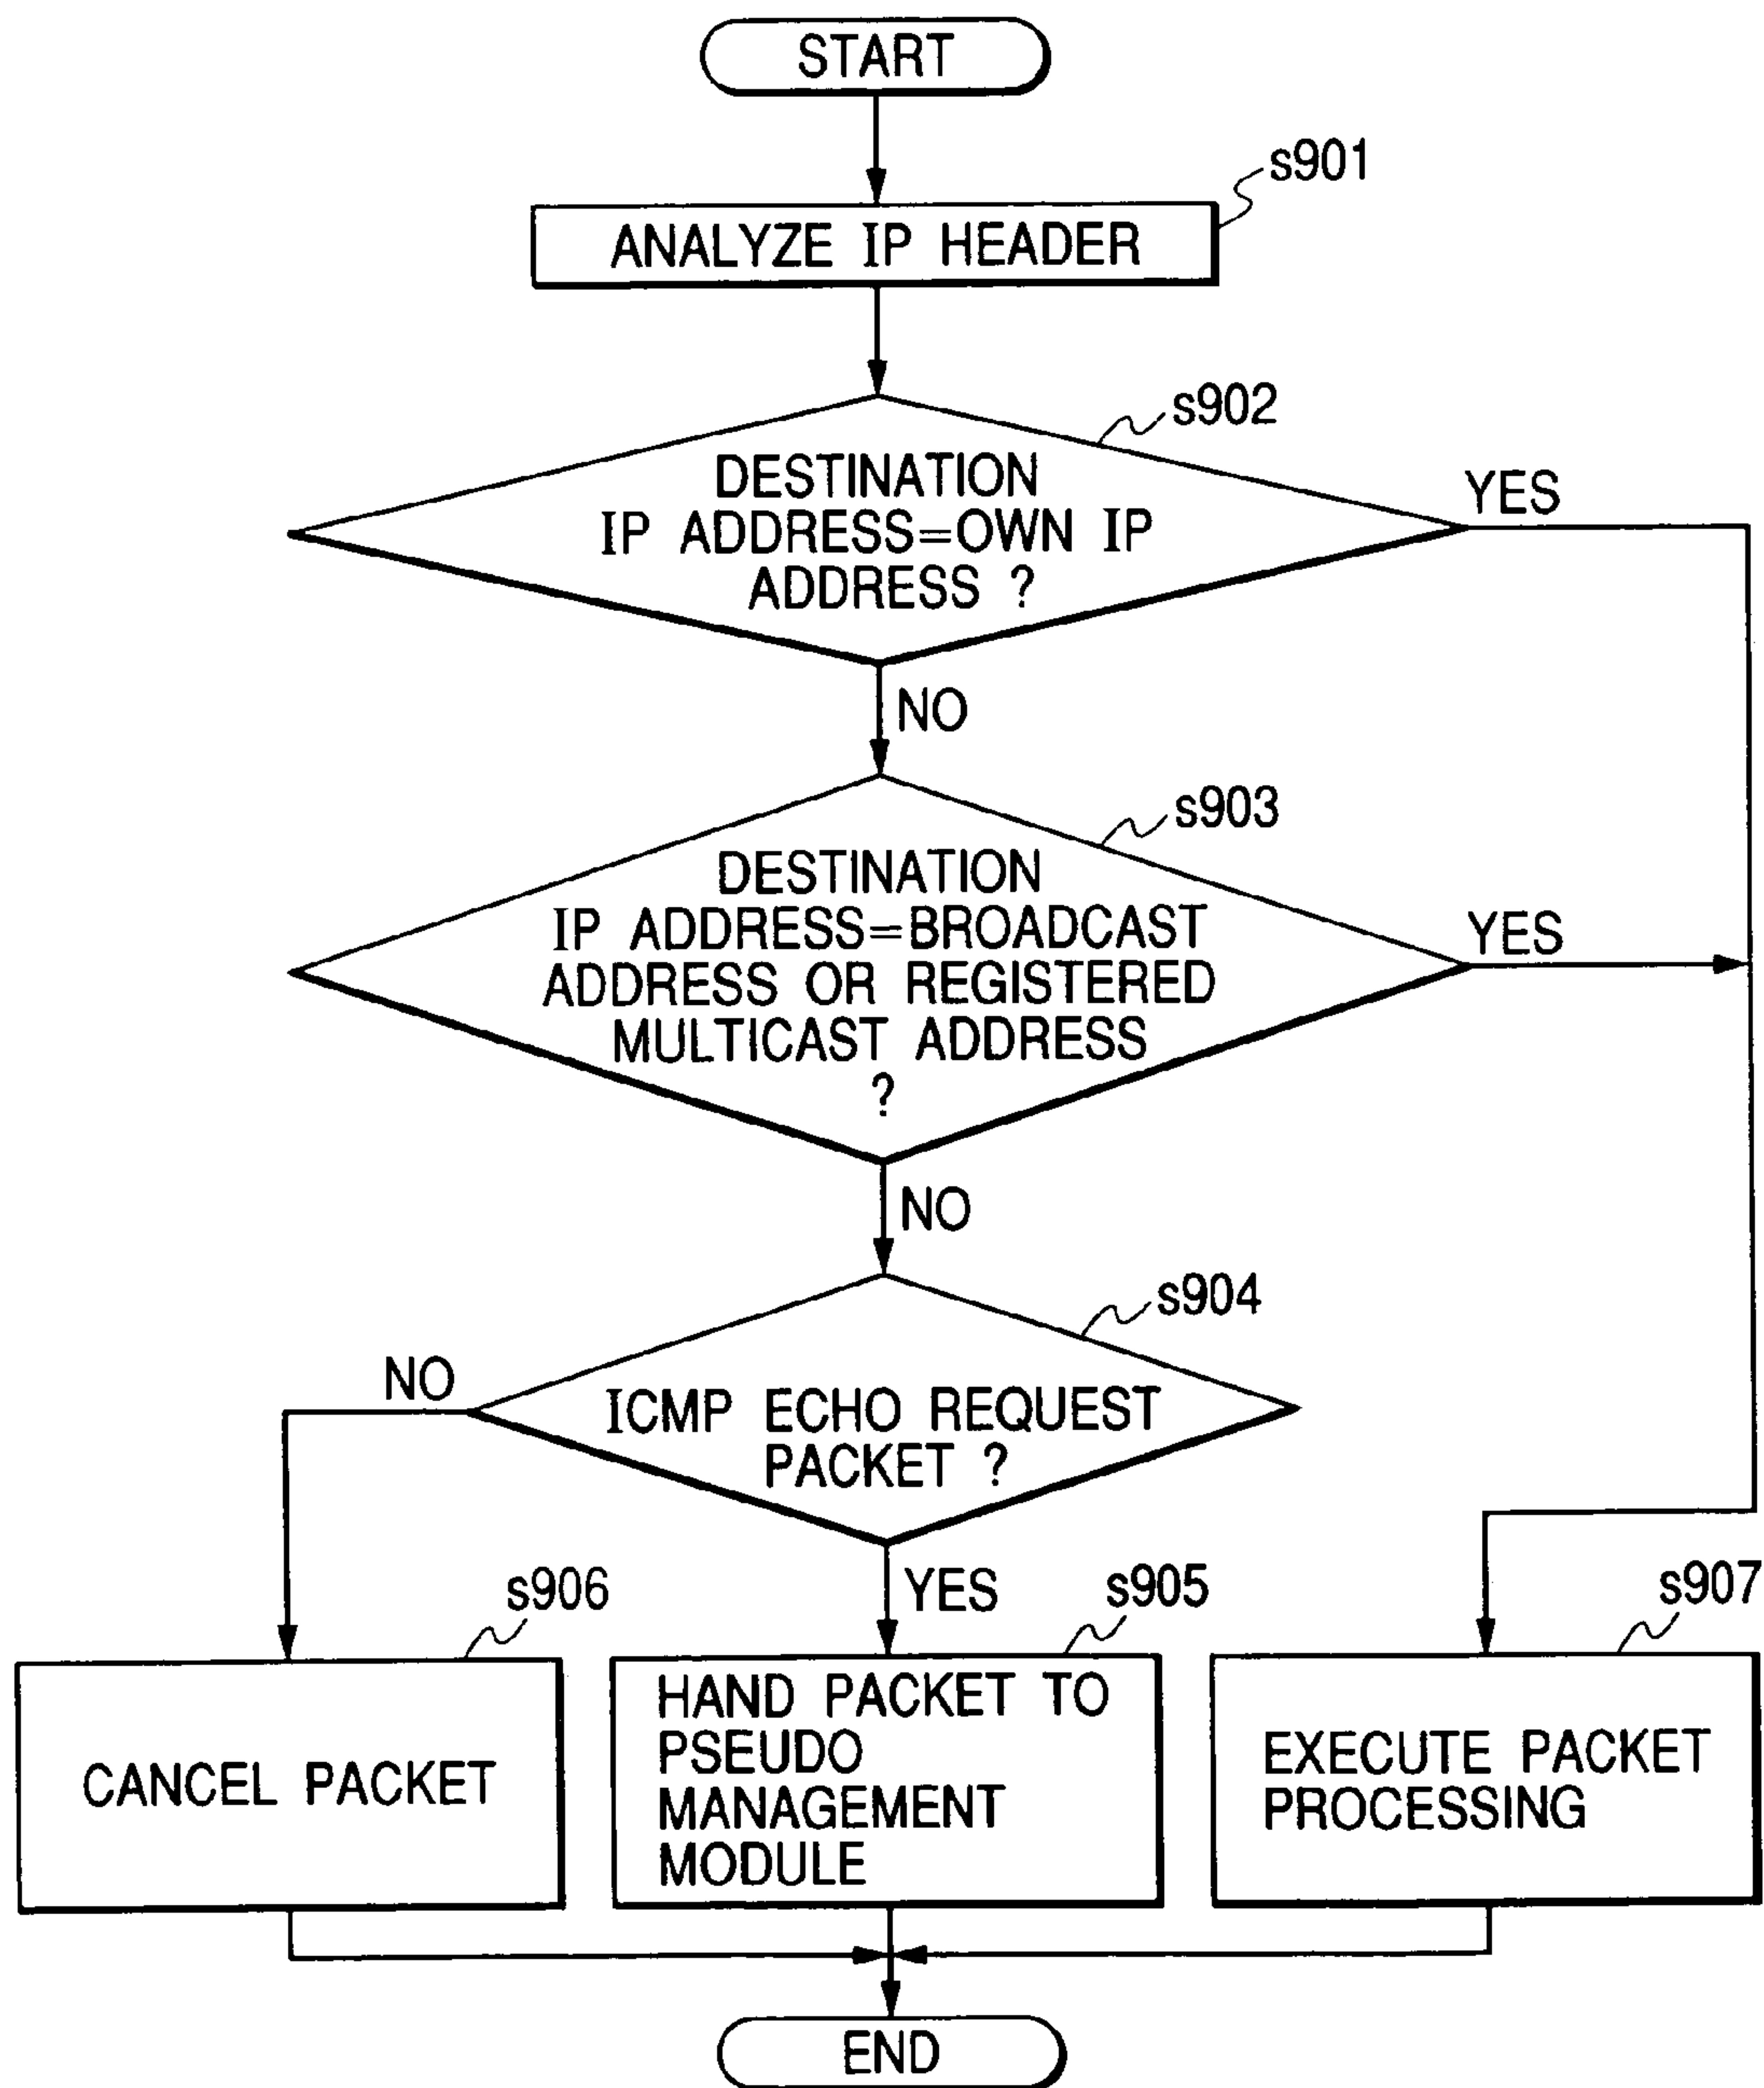 START
s901
ANALYZE IP HEADER
s902
DESTINATION
IP ADDRESS=OWN IP
ADDRESS ?
YES
NO
s903
DESTINATION
IP ADDRESS=BROADCAST
ADDRESS OR REGISTERED
MULTICAST ADDRESS
?
YES
NO
s904
ICMP ECHO REQUEST
PACKET ?
NO
YES
s906
CANCEL PACKET
s905
HAND PACKET TO
PSEUDO
MANAGEMENT
MODULE
s907
EXECUTE PACKET
PROCESSING
END